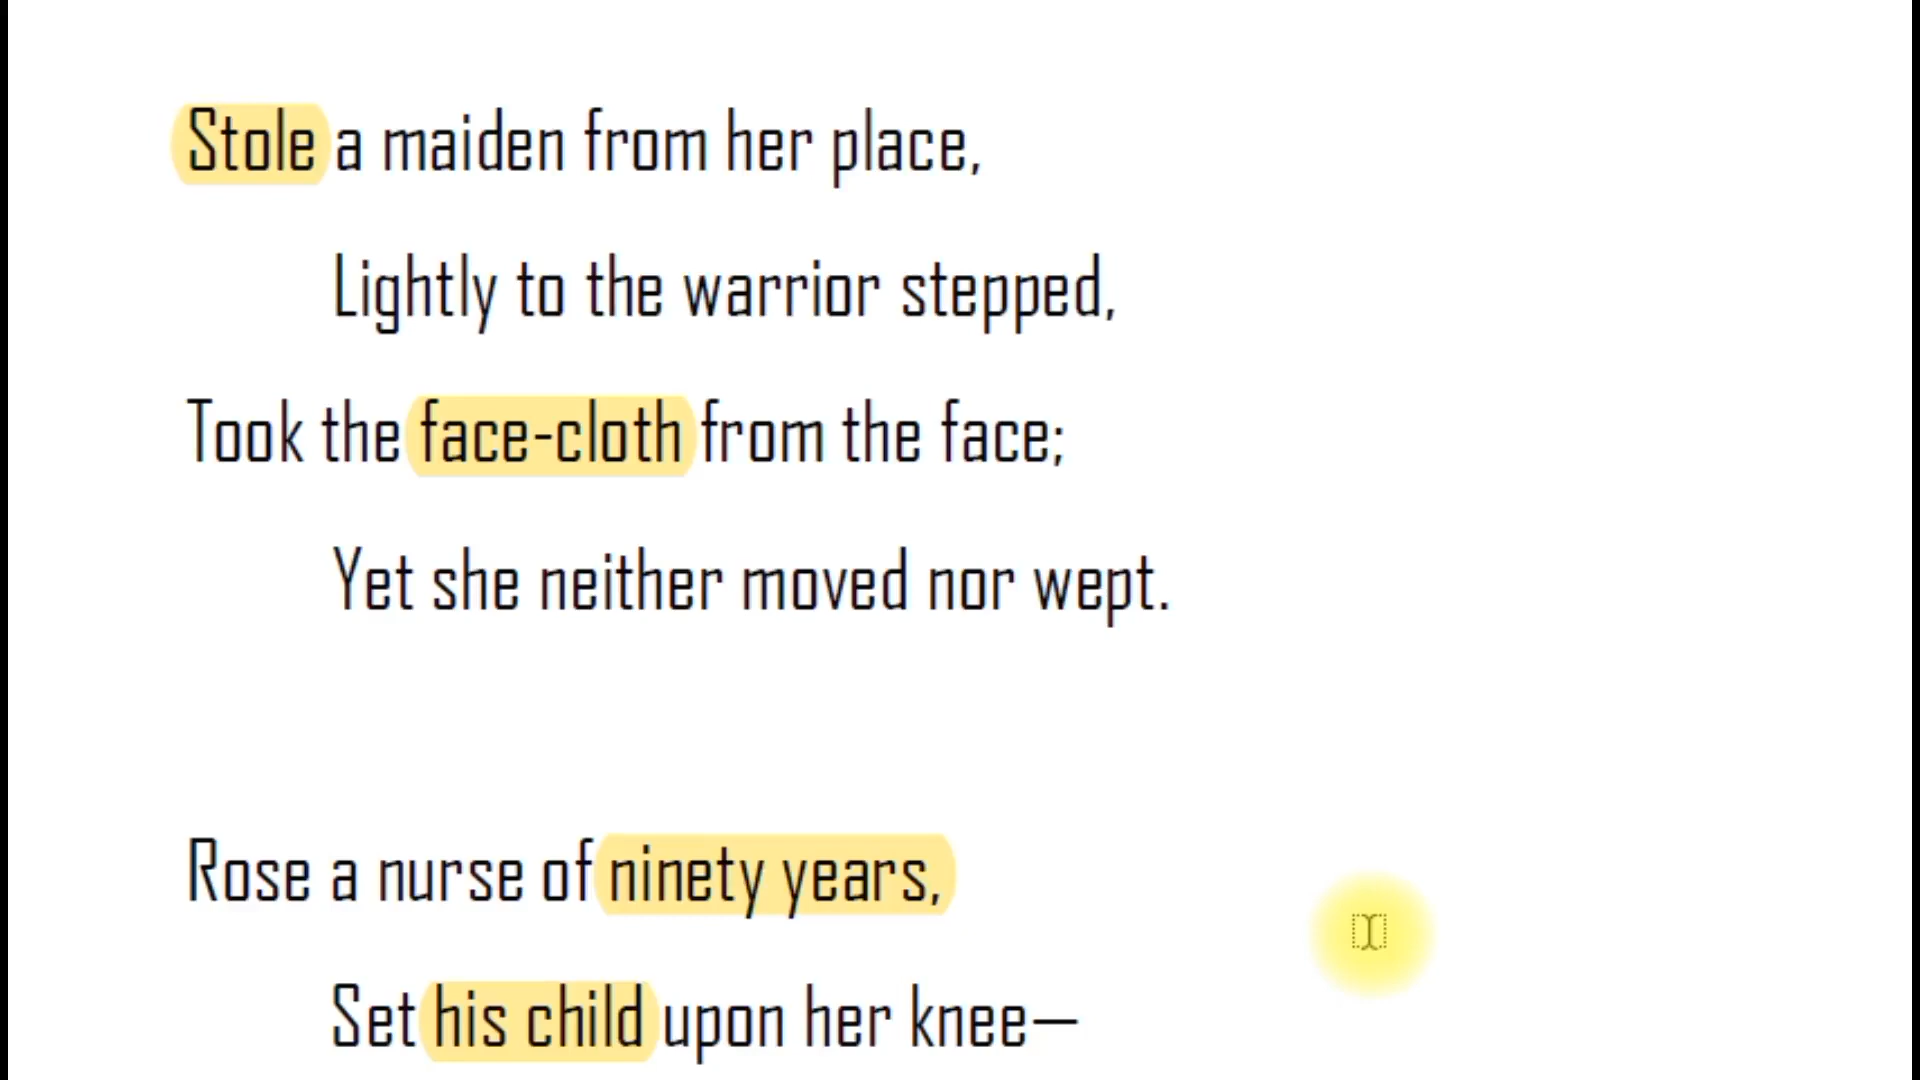 Stole a maiden from her place,
Lightly to the warrior stepped,
Took the face-cloth from the face;
Yet she neither moved nor wept.
Rose a nurse of ninety years,
Set his child upon her knee—